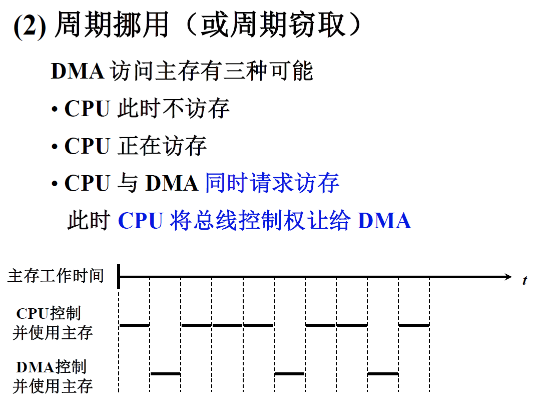 (2) 周期挪用（或周期窃取）
DMA 访问主存有三种可能
• CPU 此时不访存
• CPU 正在访存
• CPU 与 DMA 同时请求访存
此时 CPU 将总线控制权让给 DMA
主存工作时间
t
CPU控制
并使用主存
DMA控制
并使用主存